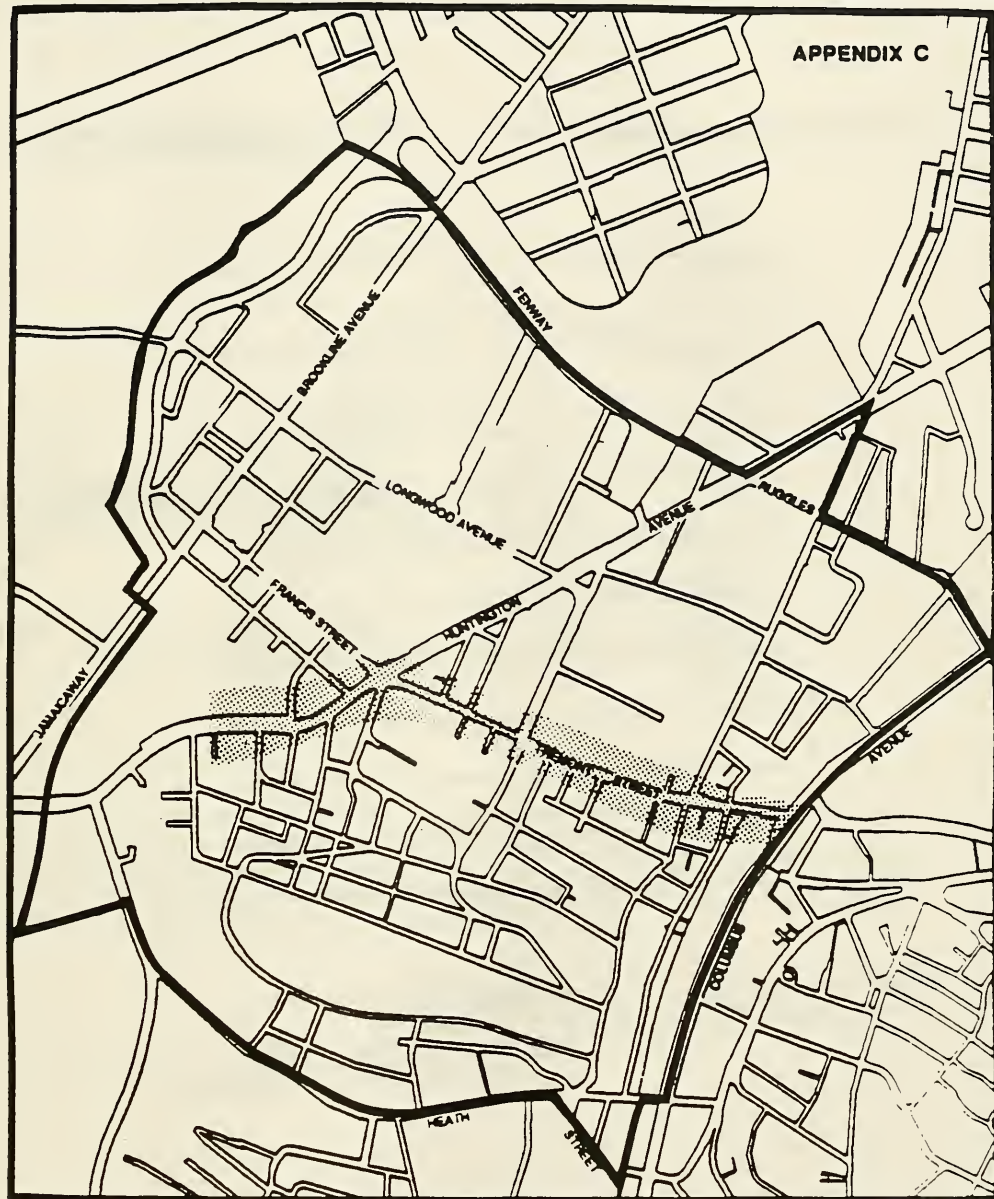 APPENDIX C
FENWAY
BROOKLINE AVENUE
LONGWOOD AVENUE
AVENUE
RUGGLES
FRANCIS STREET
HUNTINGTON
JAMAICAWAY
TREMONT STREET
AVENUE
COLUMBUS
HEATH
STREET